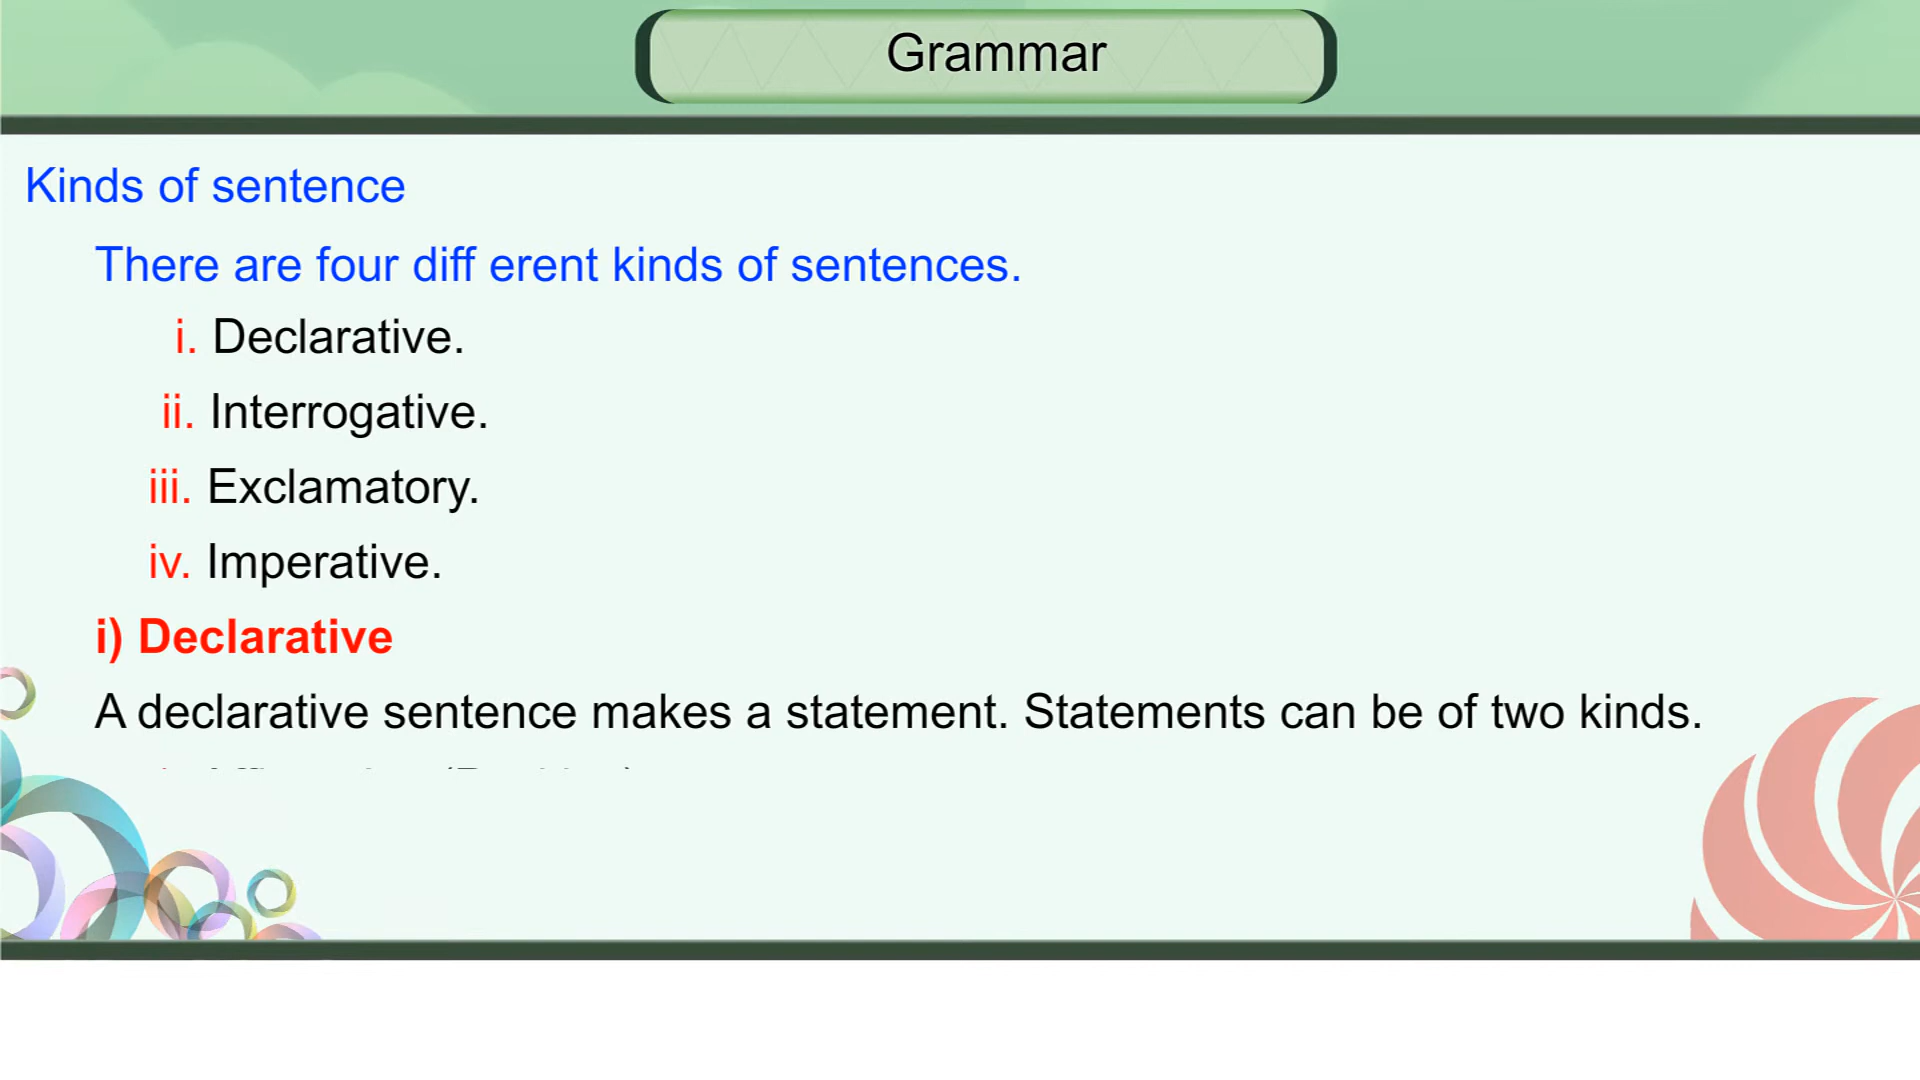 Grammar
Kinds of sentence
There are four diff erent kinds of sentences.
i. Declarative.
ii. Interrogative.
iii. Exclamatory.
iv. Imperative.
i) Declarative
A declarative sentence makes a statement. Statements can be of two kinds.